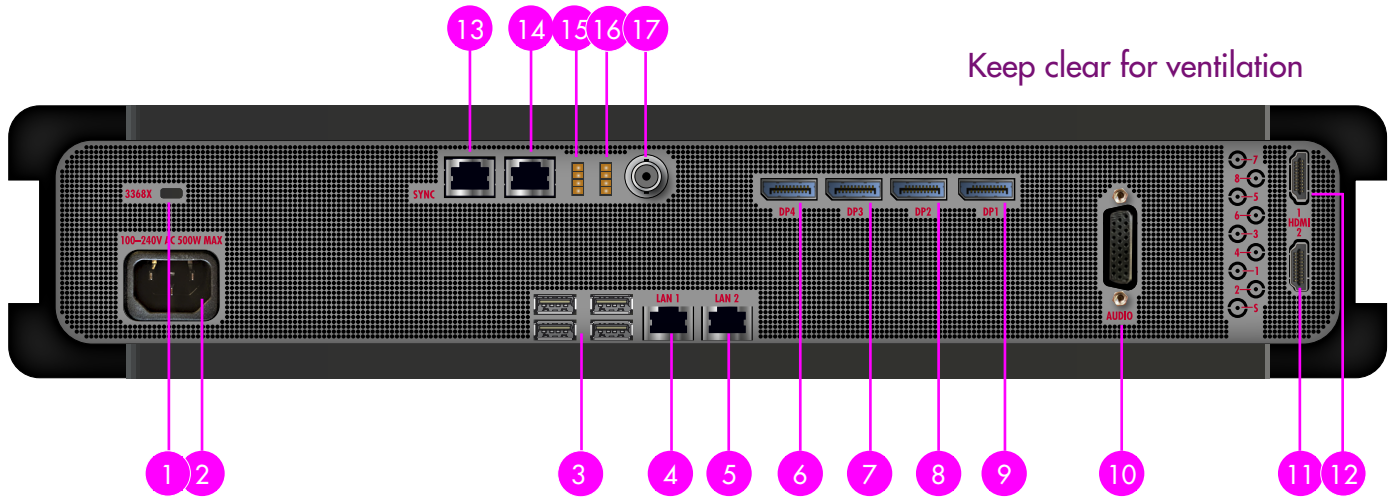 13 14 15 16 17
Keep clear for ventilation
3368X
SYNC
100–240V AC 500W MAX
DP4 DP3 DP2 DP1
LAN 1 LAN 2
AUDIO
7
8
5
6
3
4
1
2
S
1
HDMI
2
1 2 3 4 5 6 7 8 9 10 11 12